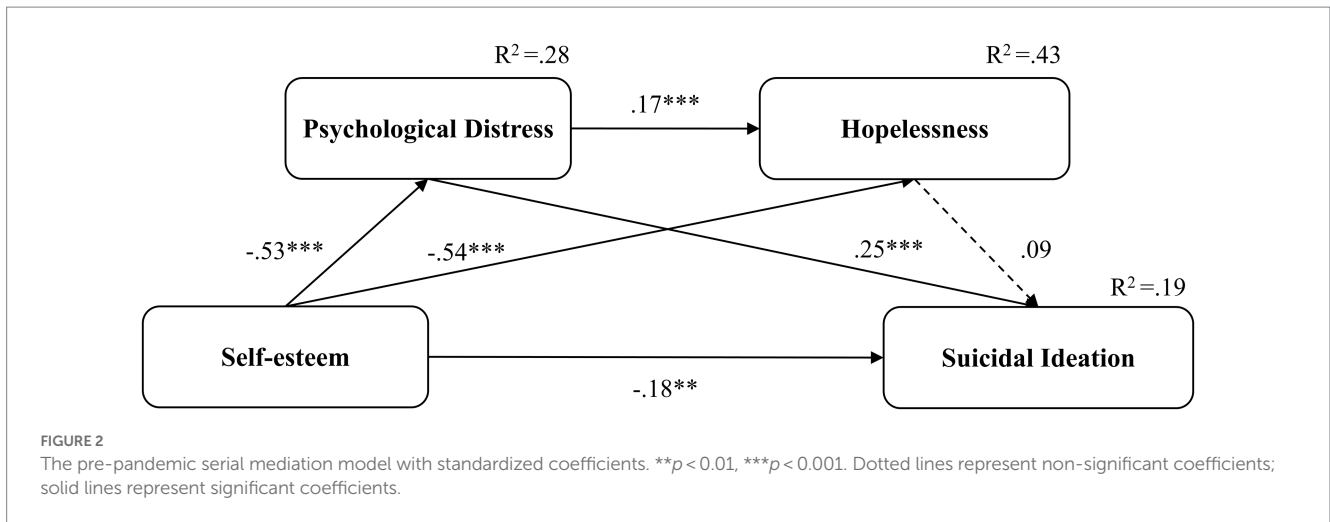 R² =.28
R² =.43
.17***
Psychological Distress
Hopelessness
-.53***
-.54***
.25***
.09
R² =.19
Self-esteem
Suicidal Ideation
-.18**
FIGURE 2
The pre-pandemic serial mediation model with standardized coefficients. **p < 0.01, ***p < 0.001. Dotted lines represent non-significant coefficients;
solid lines represent significant coefficients.